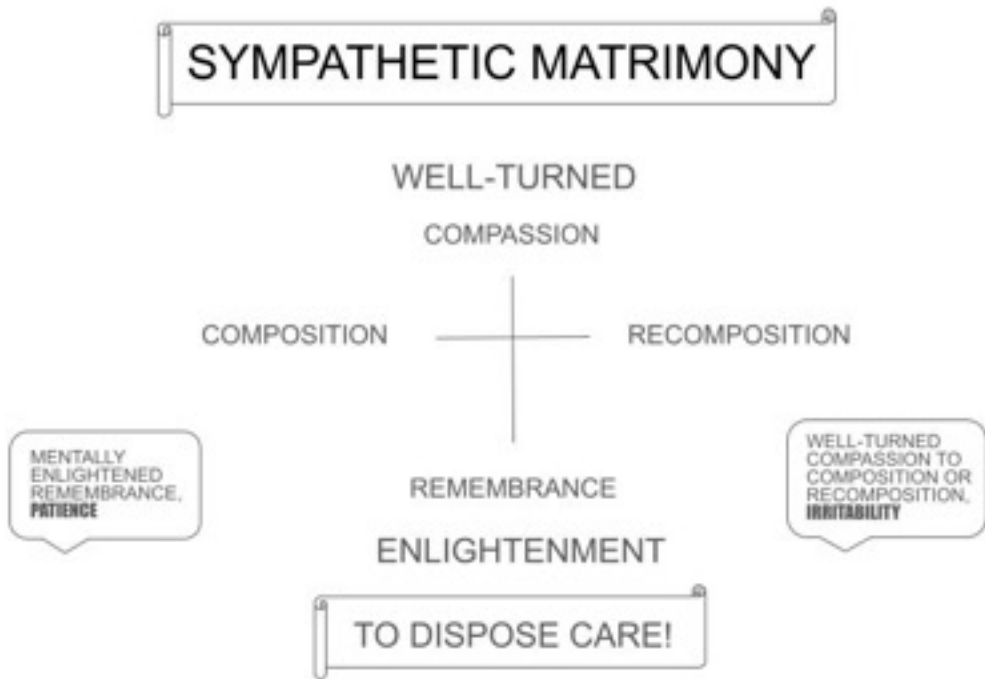 SYMPATHETIC MATRIMONY
WELL-TURNED
COMPASSION
COMPOSITION
RECOMPOSITION
MENTALLY
ENLIGHTENED
REMEMBRANCE,
PATIENCE
WELL-TURNED
COMPASSION TO
COMPOSITION OR
RECOMPOSITION,
IRRITABILITY
REMEMBRANCE
ENLIGHTENMENT
TO DISPOSE CARE!